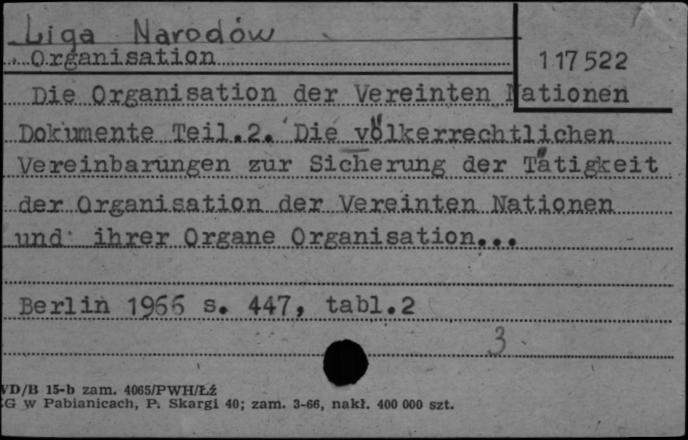 Liga Narodów
Organisation
117522
Die Organisation der Vereinten Nationen
Dokumente Teil.2. Die völkerrechtlichen
Vereinbarungen zur Sicherung der Tätigkeit
der Organisation der Vereinten Nationen
und ihrer Organe Organisation...
Berlin 1966 s. 447, tabl.2
3
VD/B 15-b zam. 4065/PWH/Łż
G w Pabianicach, P. Skargi 40; zam. 3-66, nakł. 400 000 szt.